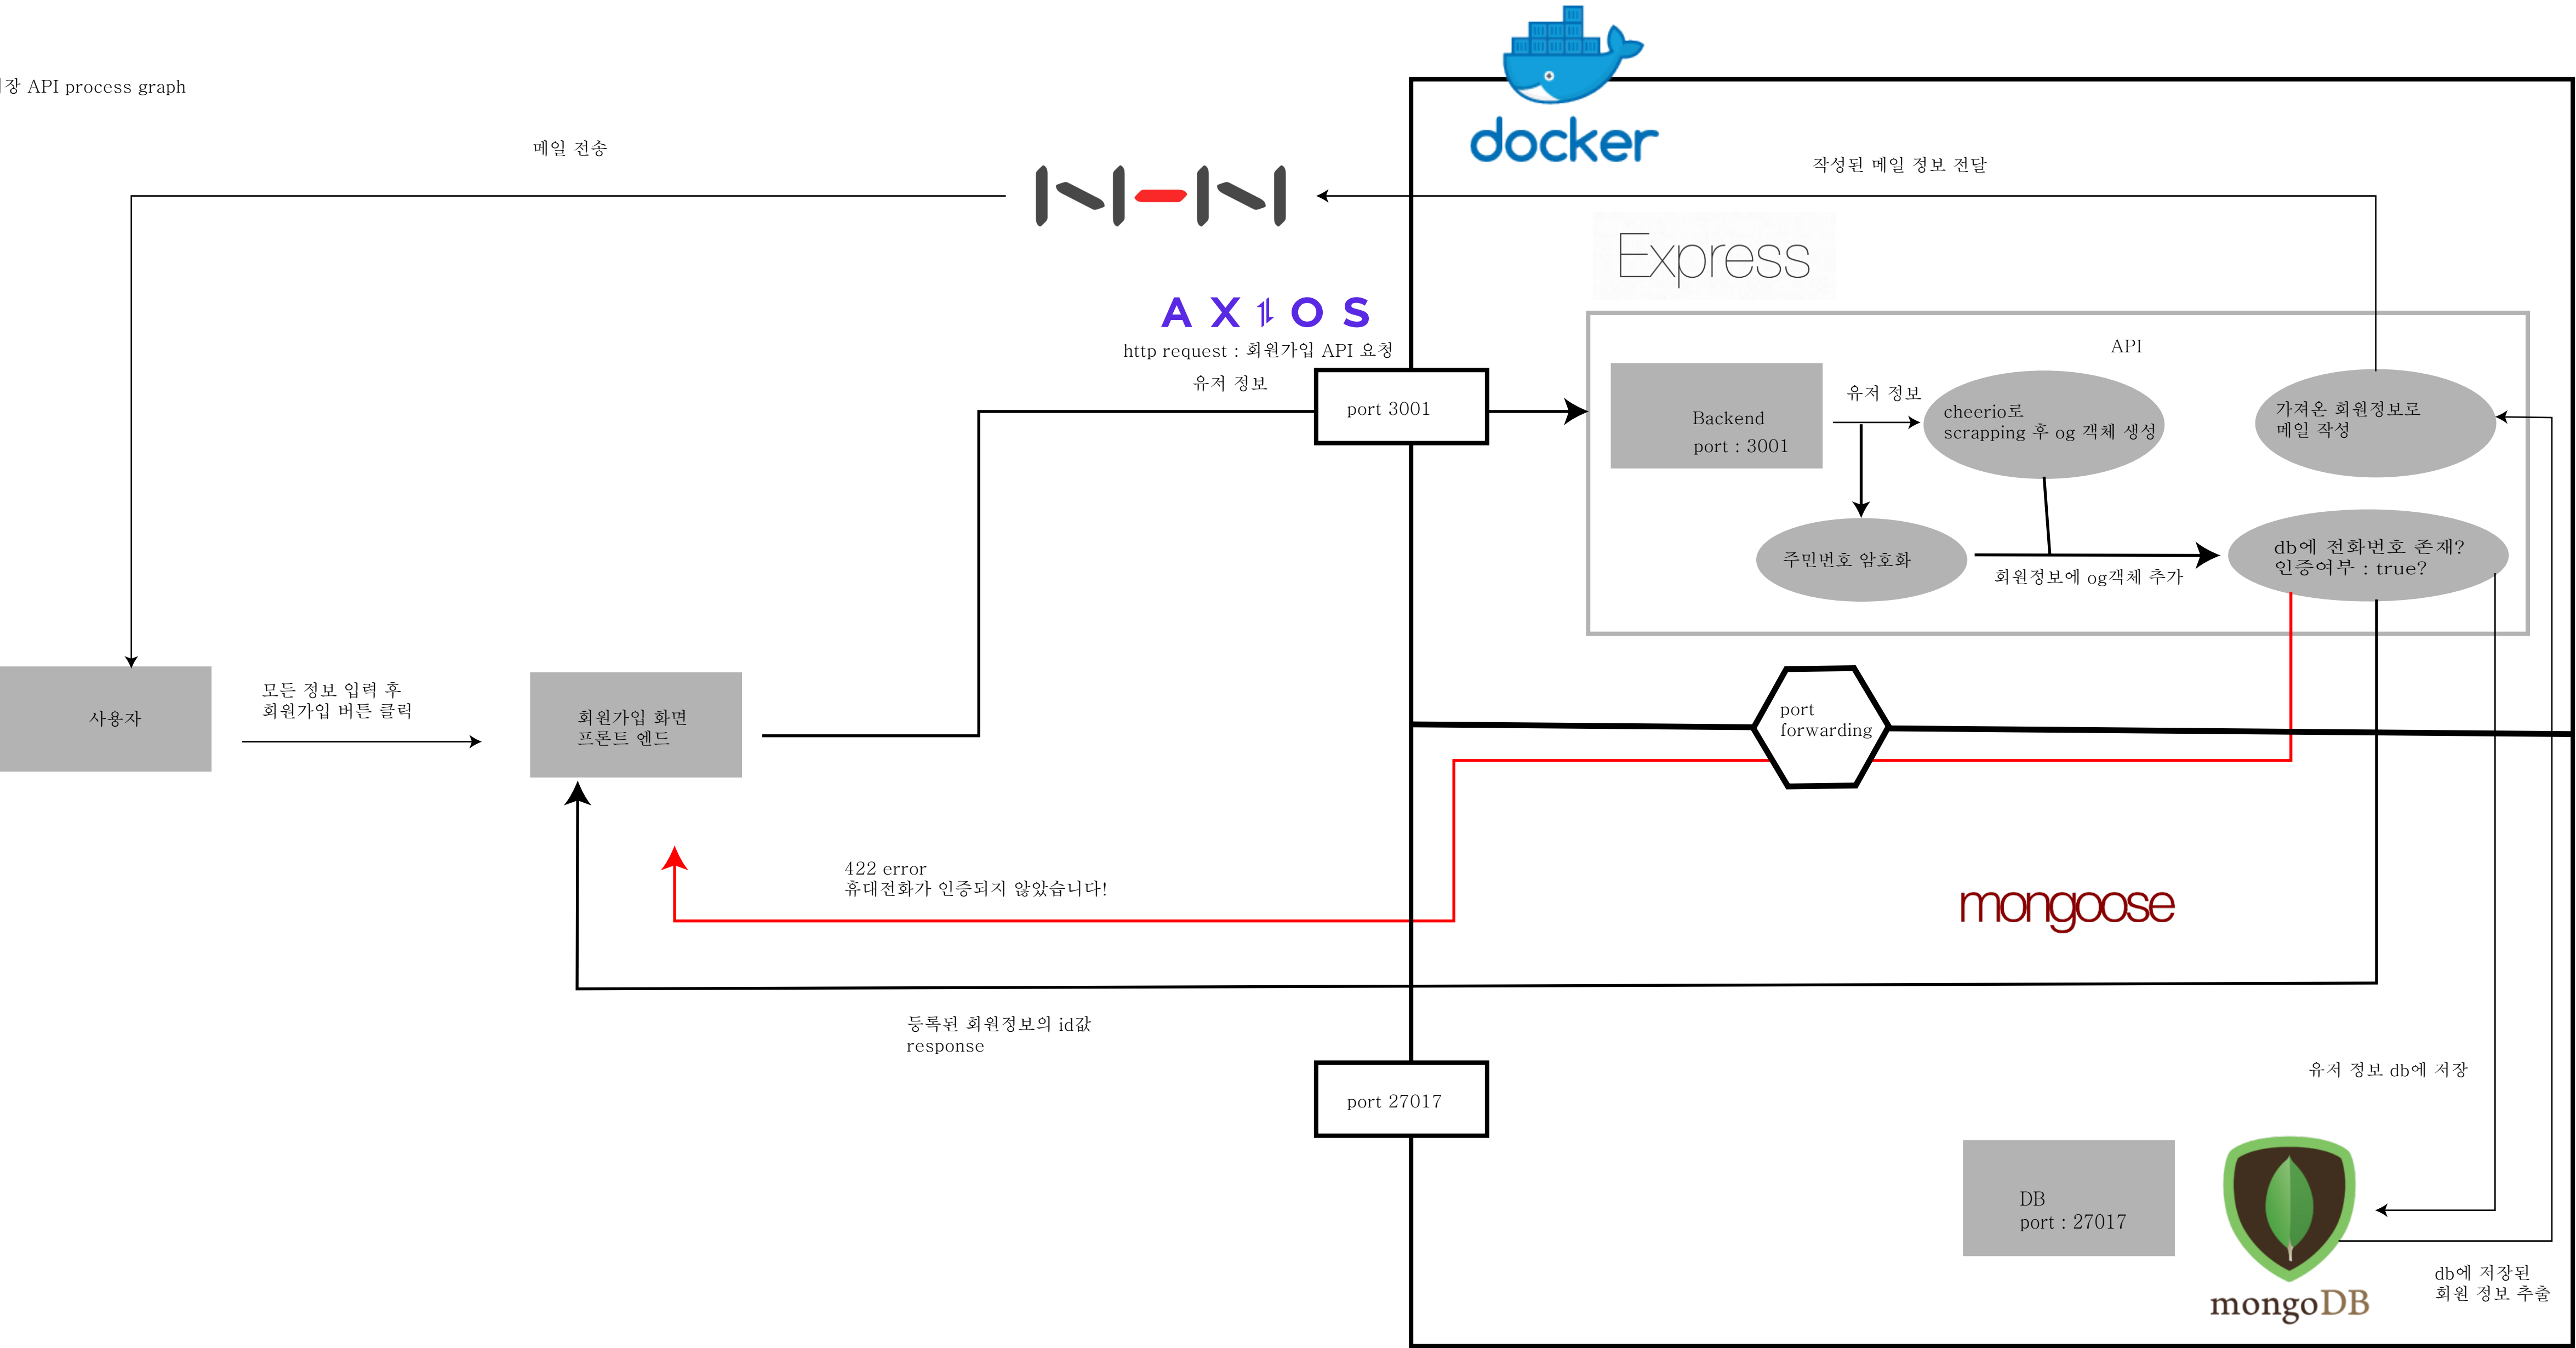 API process graph
메일 전송
docker
작성된 메일 정보 전달
Express
AXIOS
http request : 회원가입 API 요청
유저 정보
port 3001
API
Backend
port : 3001
유저 정보
cheerio로
scrapping 후 og 객체 생성
가져온 회원정보로
메일 작성
주민번호 암호화
회원정보에 og객체 추가
db에 전화번호 존재?
인증여부 : true?
사용자
모든 정보 입력 후
회원가입 버튼 클릭
회원가입 화면
프론트 엔드
port
forwarding
422 error
휴대전화가 인증되지 않았습니다!
mongoose
등록된 회원정보의 id값
response
port 27017
유저 정보 db에 저장
DB
port : 27017
mongoDB
db에 저장된
회원 정보 추출